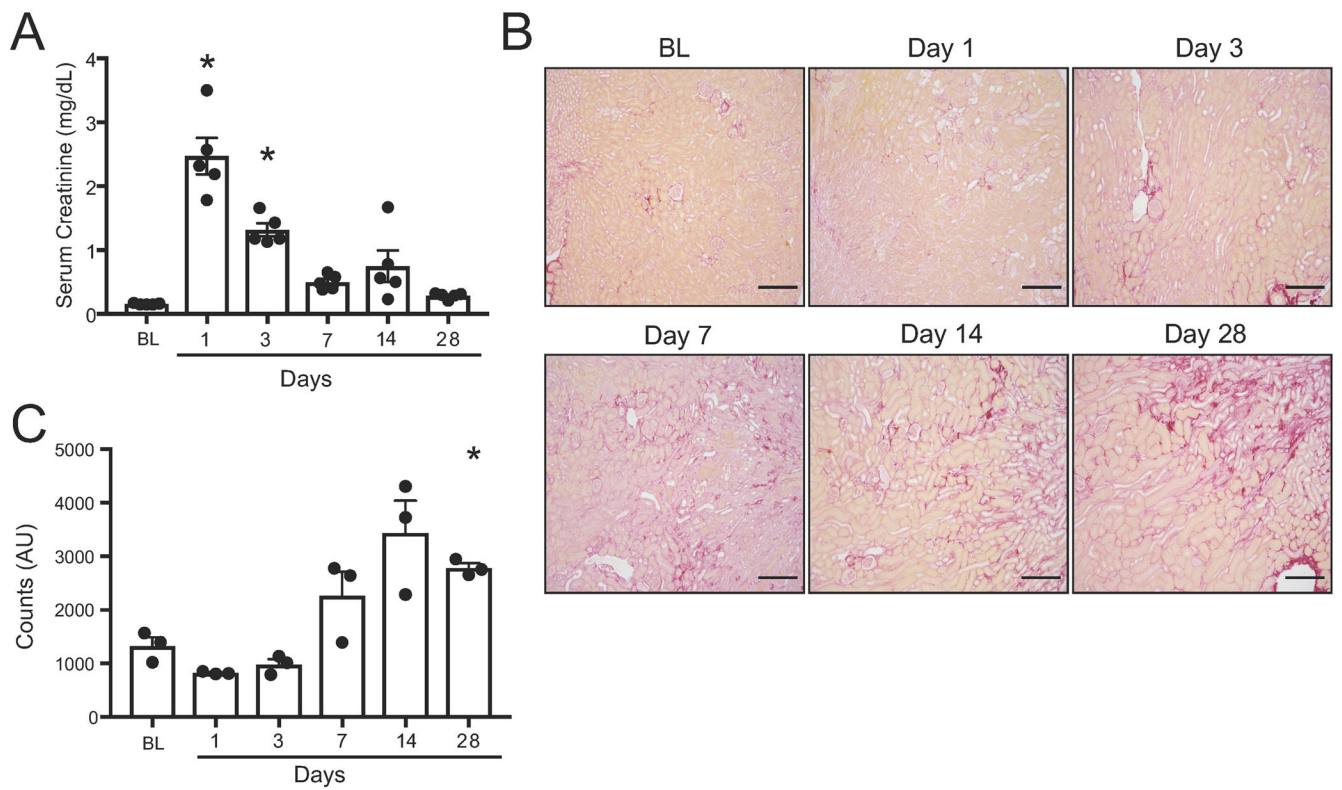 A
Serum Creatinine (mg/dL)
4
3
2
1
0
*
*
BL 1 3 7 14 28
Days
B
BL Day 1 Day 3
Day 7 Day 14 Day 28
C
Counts (AU)
5000
4000
3000
2000
1000
0
*
BL 1 3 7 14 28
Days